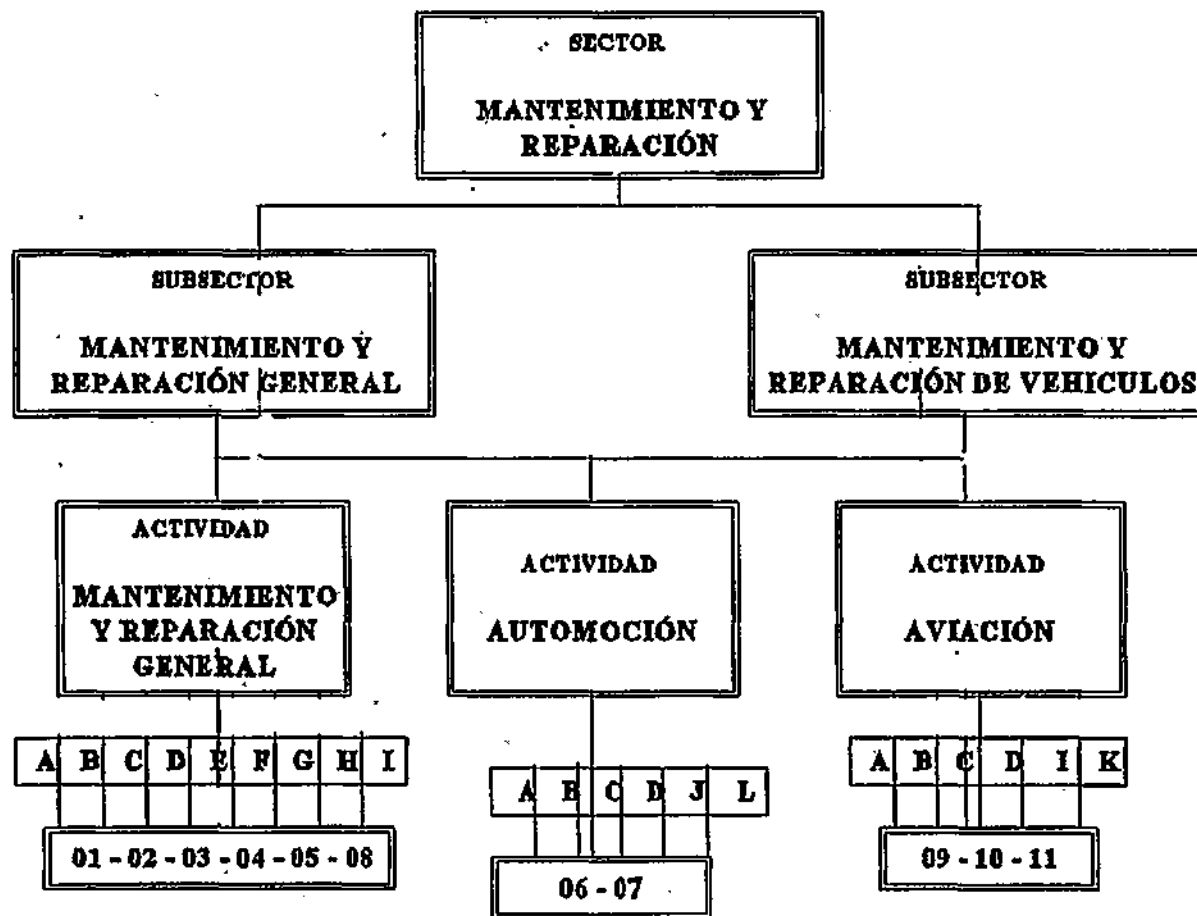 SECTOR
MANTENIMIENTO Y
REPARACIÓN
SUBSECTOR
MANTENIMIENTO Y
REPARACIÓN GENERAL
SUBSECTOR
MANTENIMIENTO Y
REPARACIÓN DE VEHICULOS
ACTIVIDAD
MANTENIMIENTO
Y REPARACIÓN
GENERAL
ACTIVIDAD
AUTOMOCIÓN
ACTIVIDAD
AVIACIÓN
A B C D E F G H I
A B C D J L
A B C D I K
01 - 02 - 03 - 04 - 05 - 08
06 - 07
09 - 10 - 11